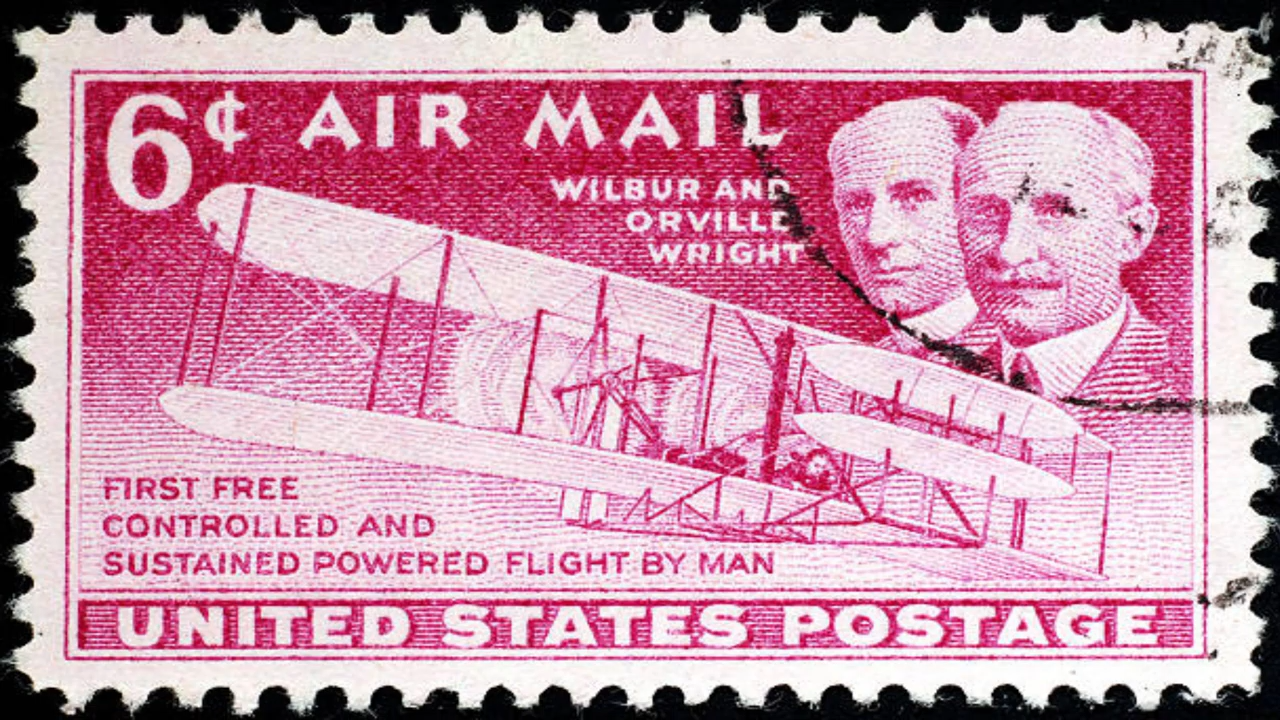 6¢ AIR MAIL
WILBUR AND
ORVILLE
WRIGHT
FIRST FREE
CONTROLLED AND
SUSTAINED POWERED FLIGHT BY MAN
UNITED STATES POSTAGE